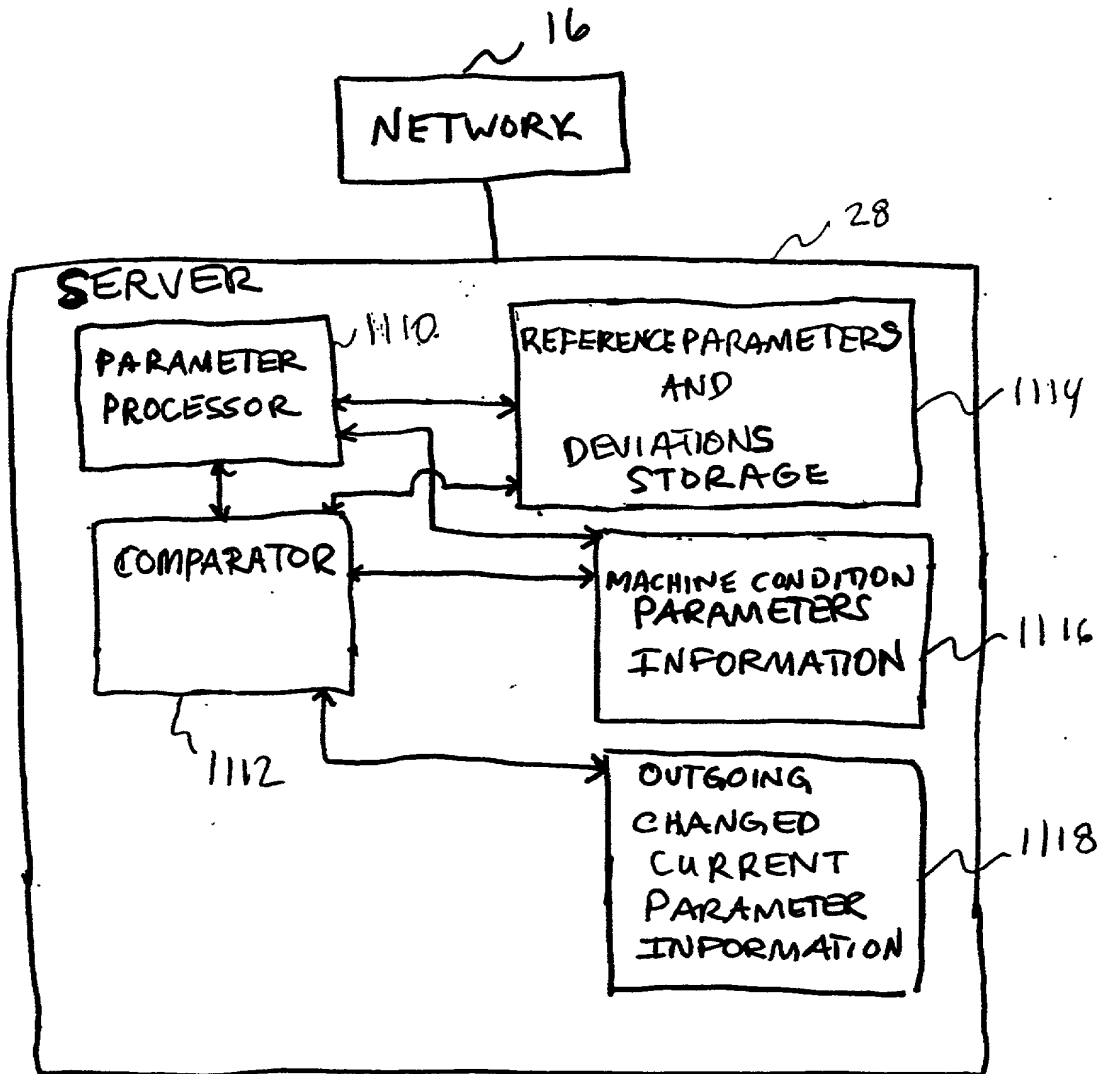 16
NETWORK
28
SERVER
PARAMETER
PROCESSOR
1110
REFERENCE PARAMETERS
AND
DEVIATIONS
STORAGE
1114
COMPARATOR
1112
MACHINE CONDITION
PARAMETERS
INFORMATION
1116
OUTGOING
CHANGED
CURRENT
PARAMETER
INFORMATION
1118